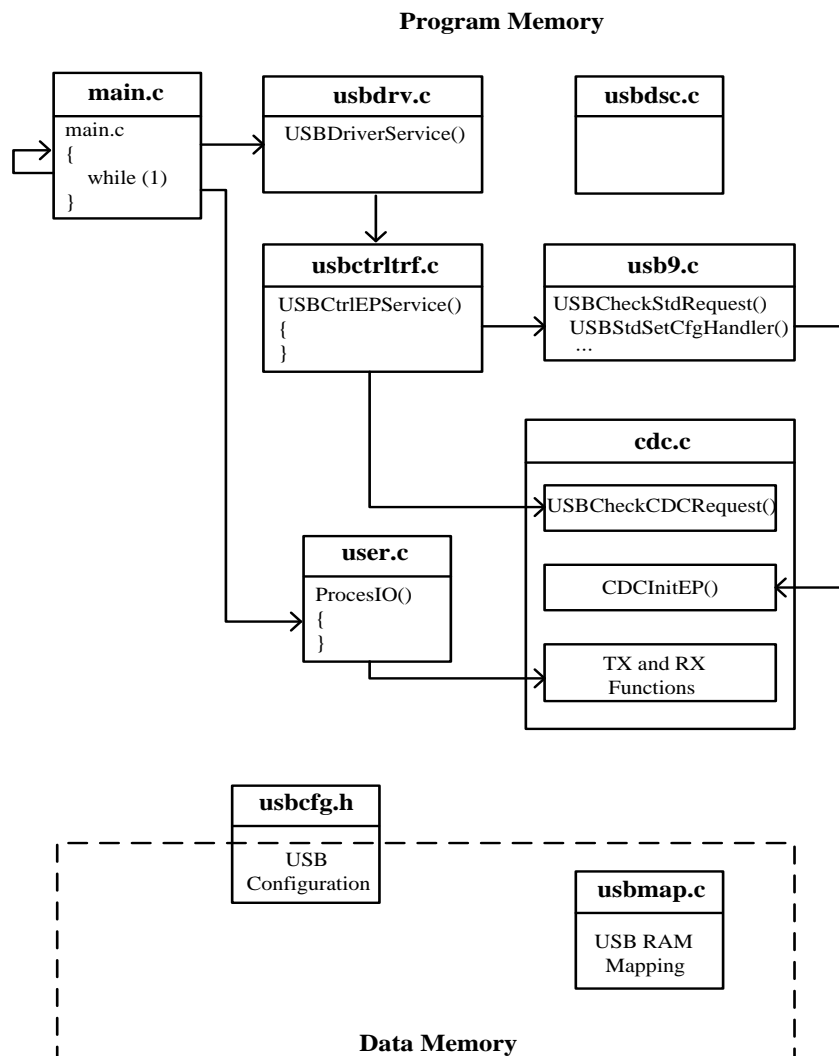 Program Memory
main.c
main.c
{
while (1)
}
usbdrv.c
USBDriverService()
usbdsc.c
usbctrltrf.c
USBCtrlEPService()
{
}
usb9.c
USBCheckStdRequest()
USBStdSetCfgHandler()
...
cdc.c
USBCheckCDCRequest()
CDCInitEP()
TX and RX
Functions
user.c
ProcesIO()
{
}
usbcfg.h
USB
Configuration
usbmap.c
USB RAM
Mapping
Data Memory